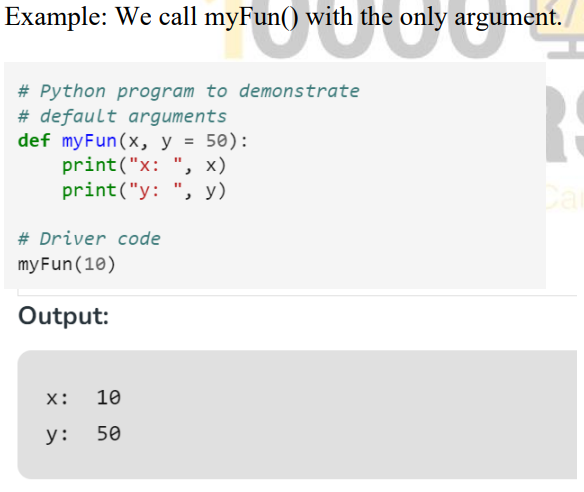 Example: We call myFun() with the only argument.
# Python program to demonstrate
# default arguments
def myFun(x, y = 50):
    print("x: ", x)
    print("y: ", y)
# Driver code
myFun(10)
Output:
x:  10
y:  50